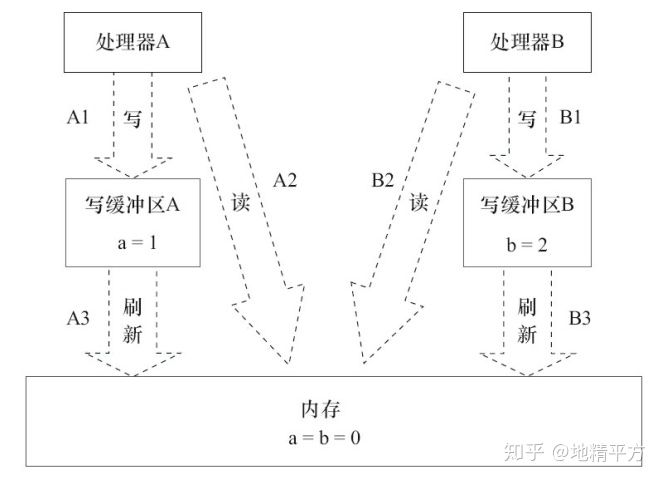 处理器A
处理器B
A1
写
写
B1
A2
B2
读
读
写缓冲区A
a = 1
写缓冲区B
b = 2
A3
刷
新
刷
新
B3
内存
a = b = 0
知乎 @地精平方